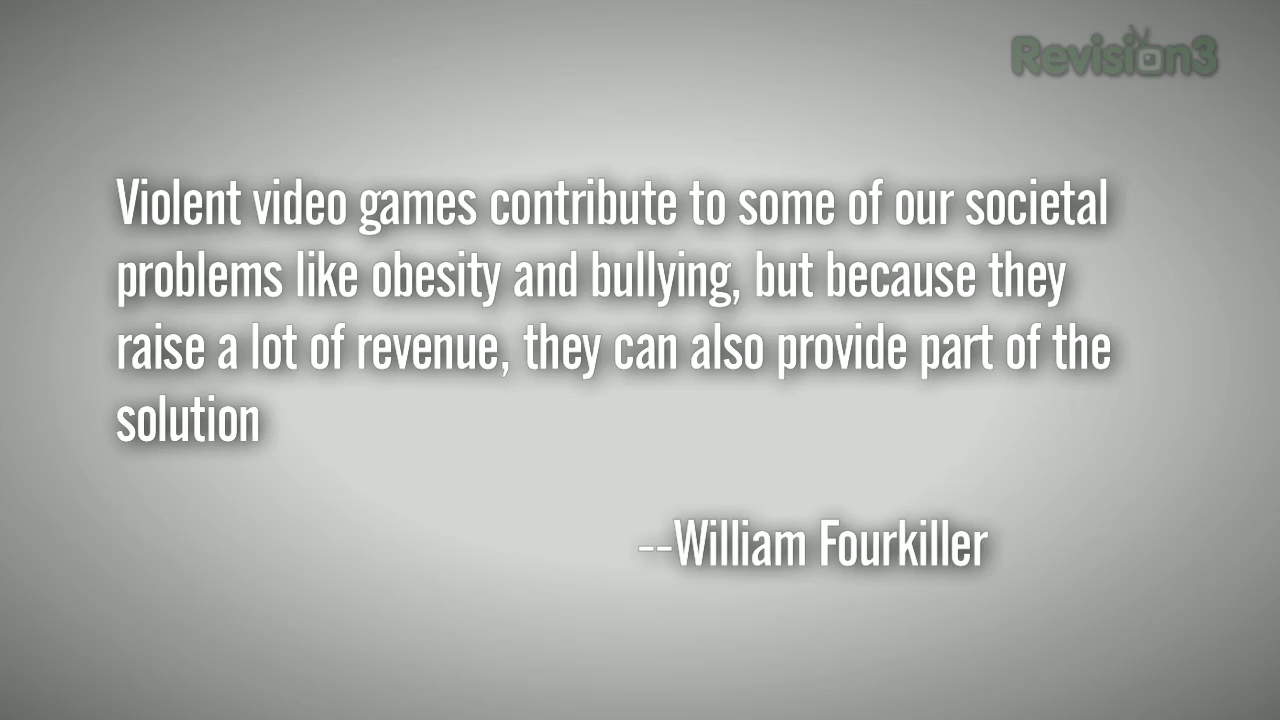 Revision3
Violent video games contribute to some of our societal
problems like obesity and bullying, but because they
raise a lot of revenue, they can also provide part of the
solution
--William Fourkiller